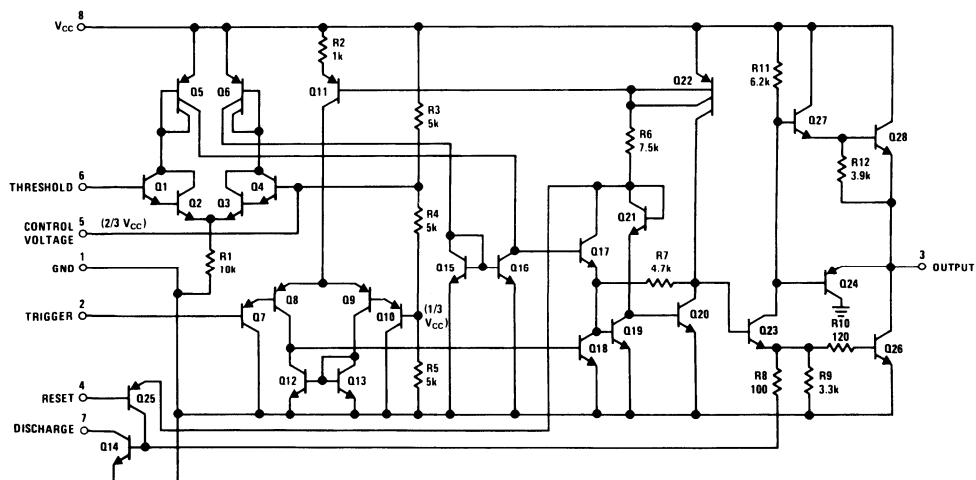 VCC 8
R2
1k
Q5
Q6
Q11
R3
5k
Q22
R11
6.2k
Q27
Q28
R6
7.5k
R12
3.9k
THRESHOLD 6
Q1
Q2
Q3
Q4
CONTROL
VOLTAGE
5
(2/3 VCC)
R4
5k
Q21
GND 1
R1
10k
Q15
Q16
Q17
R7
4.7k
Q24
3
OUTPUT
TRIGGER 2
Q7
Q8
Q9
Q10
(1/3
VCC)
Q18
Q19
Q20
Q23
R10
120
Q26
RESET 4
Q25
Q12
Q13
R5
5k
R8
100
R9
3.3k
DISCHARGE 7
Q14